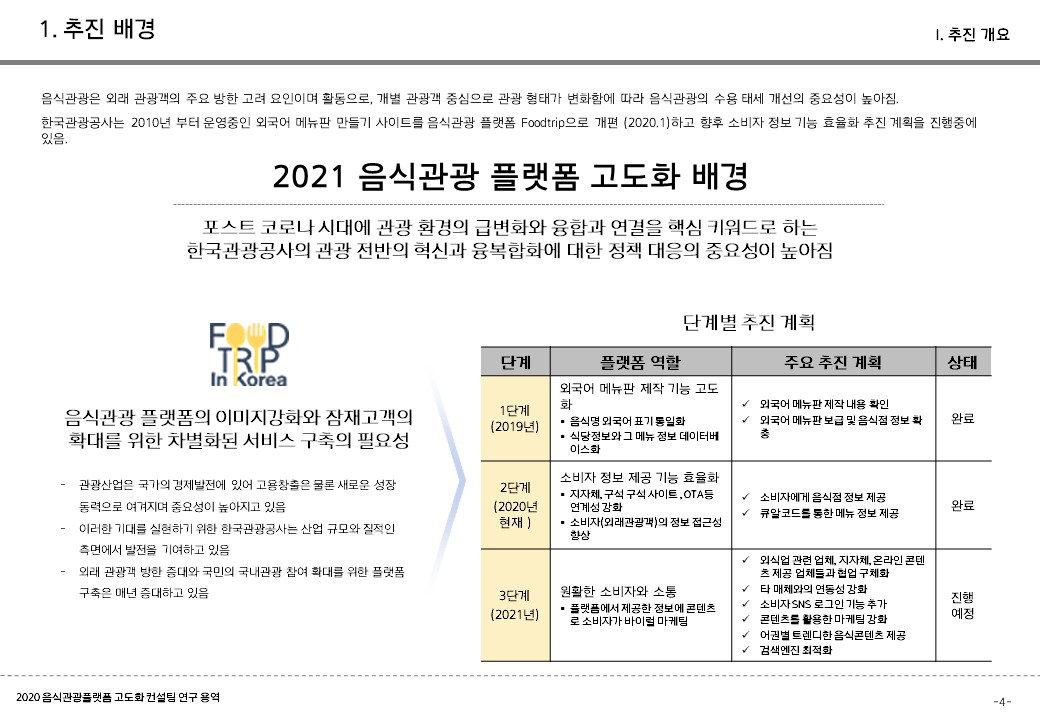 1. 추진 배경
I. 추진 개요
음식관광은 외래 관광객의 주요 방한 고려 요인이며 활동으로, 개별 관광객 중심으로 관광 형태가 변화함에 따라 음식관광의 수용 태세 개선의 중요성이 높아짐.
한국관광공사는 2010년 부터 운영중인 외국어 메뉴판 만들기 사이트를 음식관광 플랫폼 Foodtrip으로 개편 (2020.1)하고 향후 소비자 정보 기능 효율화 추진 계획을 진행중에
있음.
2021 음식관광 플랫폼 고도화 배경
포스트 코로나 시대에 관광 환경의 급변화와 융합과 연결을 핵심 키워드로 하는
한국관광공사의 관광 전반의 혁신과 융복합화에 대한 정책 대응의 중요성이 높아짐
FOOD
TRIP
In Korea
음식관광 플랫폼의 이미지강화와 잠재고객의
확대를 위한 차별화된 서비스 구축의 필요성
- 관광산업은 국가의 경제발전에 있어 고용창출은 물론 새로운 성장
동력으로 여겨지며 중요성이 높아지고 있음
- 이러한 기대를 실현하기 위한 한국관광공사는 산업 규모와 질적인
측면에서 발전을 기여하고 있음
- 외래 관광객 방한 증대와 국민의 국내관광 참여 확대를 위한 플랫폼
구축은 매년 증대하고 있음
단계별 추진 계획
단계 플랫폼 역할 주요 추진 계획 상태
1단계
(2019년)
외국어 메뉴판 제작 기능 고도
화
▪ 음식명 외국어 표기 통일화
▪ 식당정보와 그 메뉴 정보 데이터베
이스화
✓ 외국어 메뉴판 제작 내용 확인
✓ 외국어 메뉴판 보급 및 음식점 정보 확
충
완료
2단계
(2020년
현재 )
소비자 정보 제공 기능 효율화
▪ 지자체, 구석 구석 사이트 , OTA등
연계성 강화
▪ 소비자(외래관광객)의 정보 접근성
향상
✓ 소비자에게 음식점 정보 제공
✓ 큐알코드를 통한 메뉴 정보 제공
완료
3단계
(2021년)
원활한 소비자와 소통
▪ 플랫폼에서 제공한 정보에 콘텐츠
로 소비자가 바이럴 마케팅
✓ 외식업 관련 업체, 지자체, 온라인 콘텐
츠 제공 업체들과 협업 구체화
✓ 타 매체와의 연동성 강화
✓ 소비자 SNS 로그인 기능 추가
✓ 콘텐츠를 활용한 마케팅 강화
✓ 어권별 트렌디한 음식콘텐츠 제공
✓ 검색엔진 최적화
진행
예정
2020 음식관광플랫폼 고도화 컨설팅 연구 용역
-4-